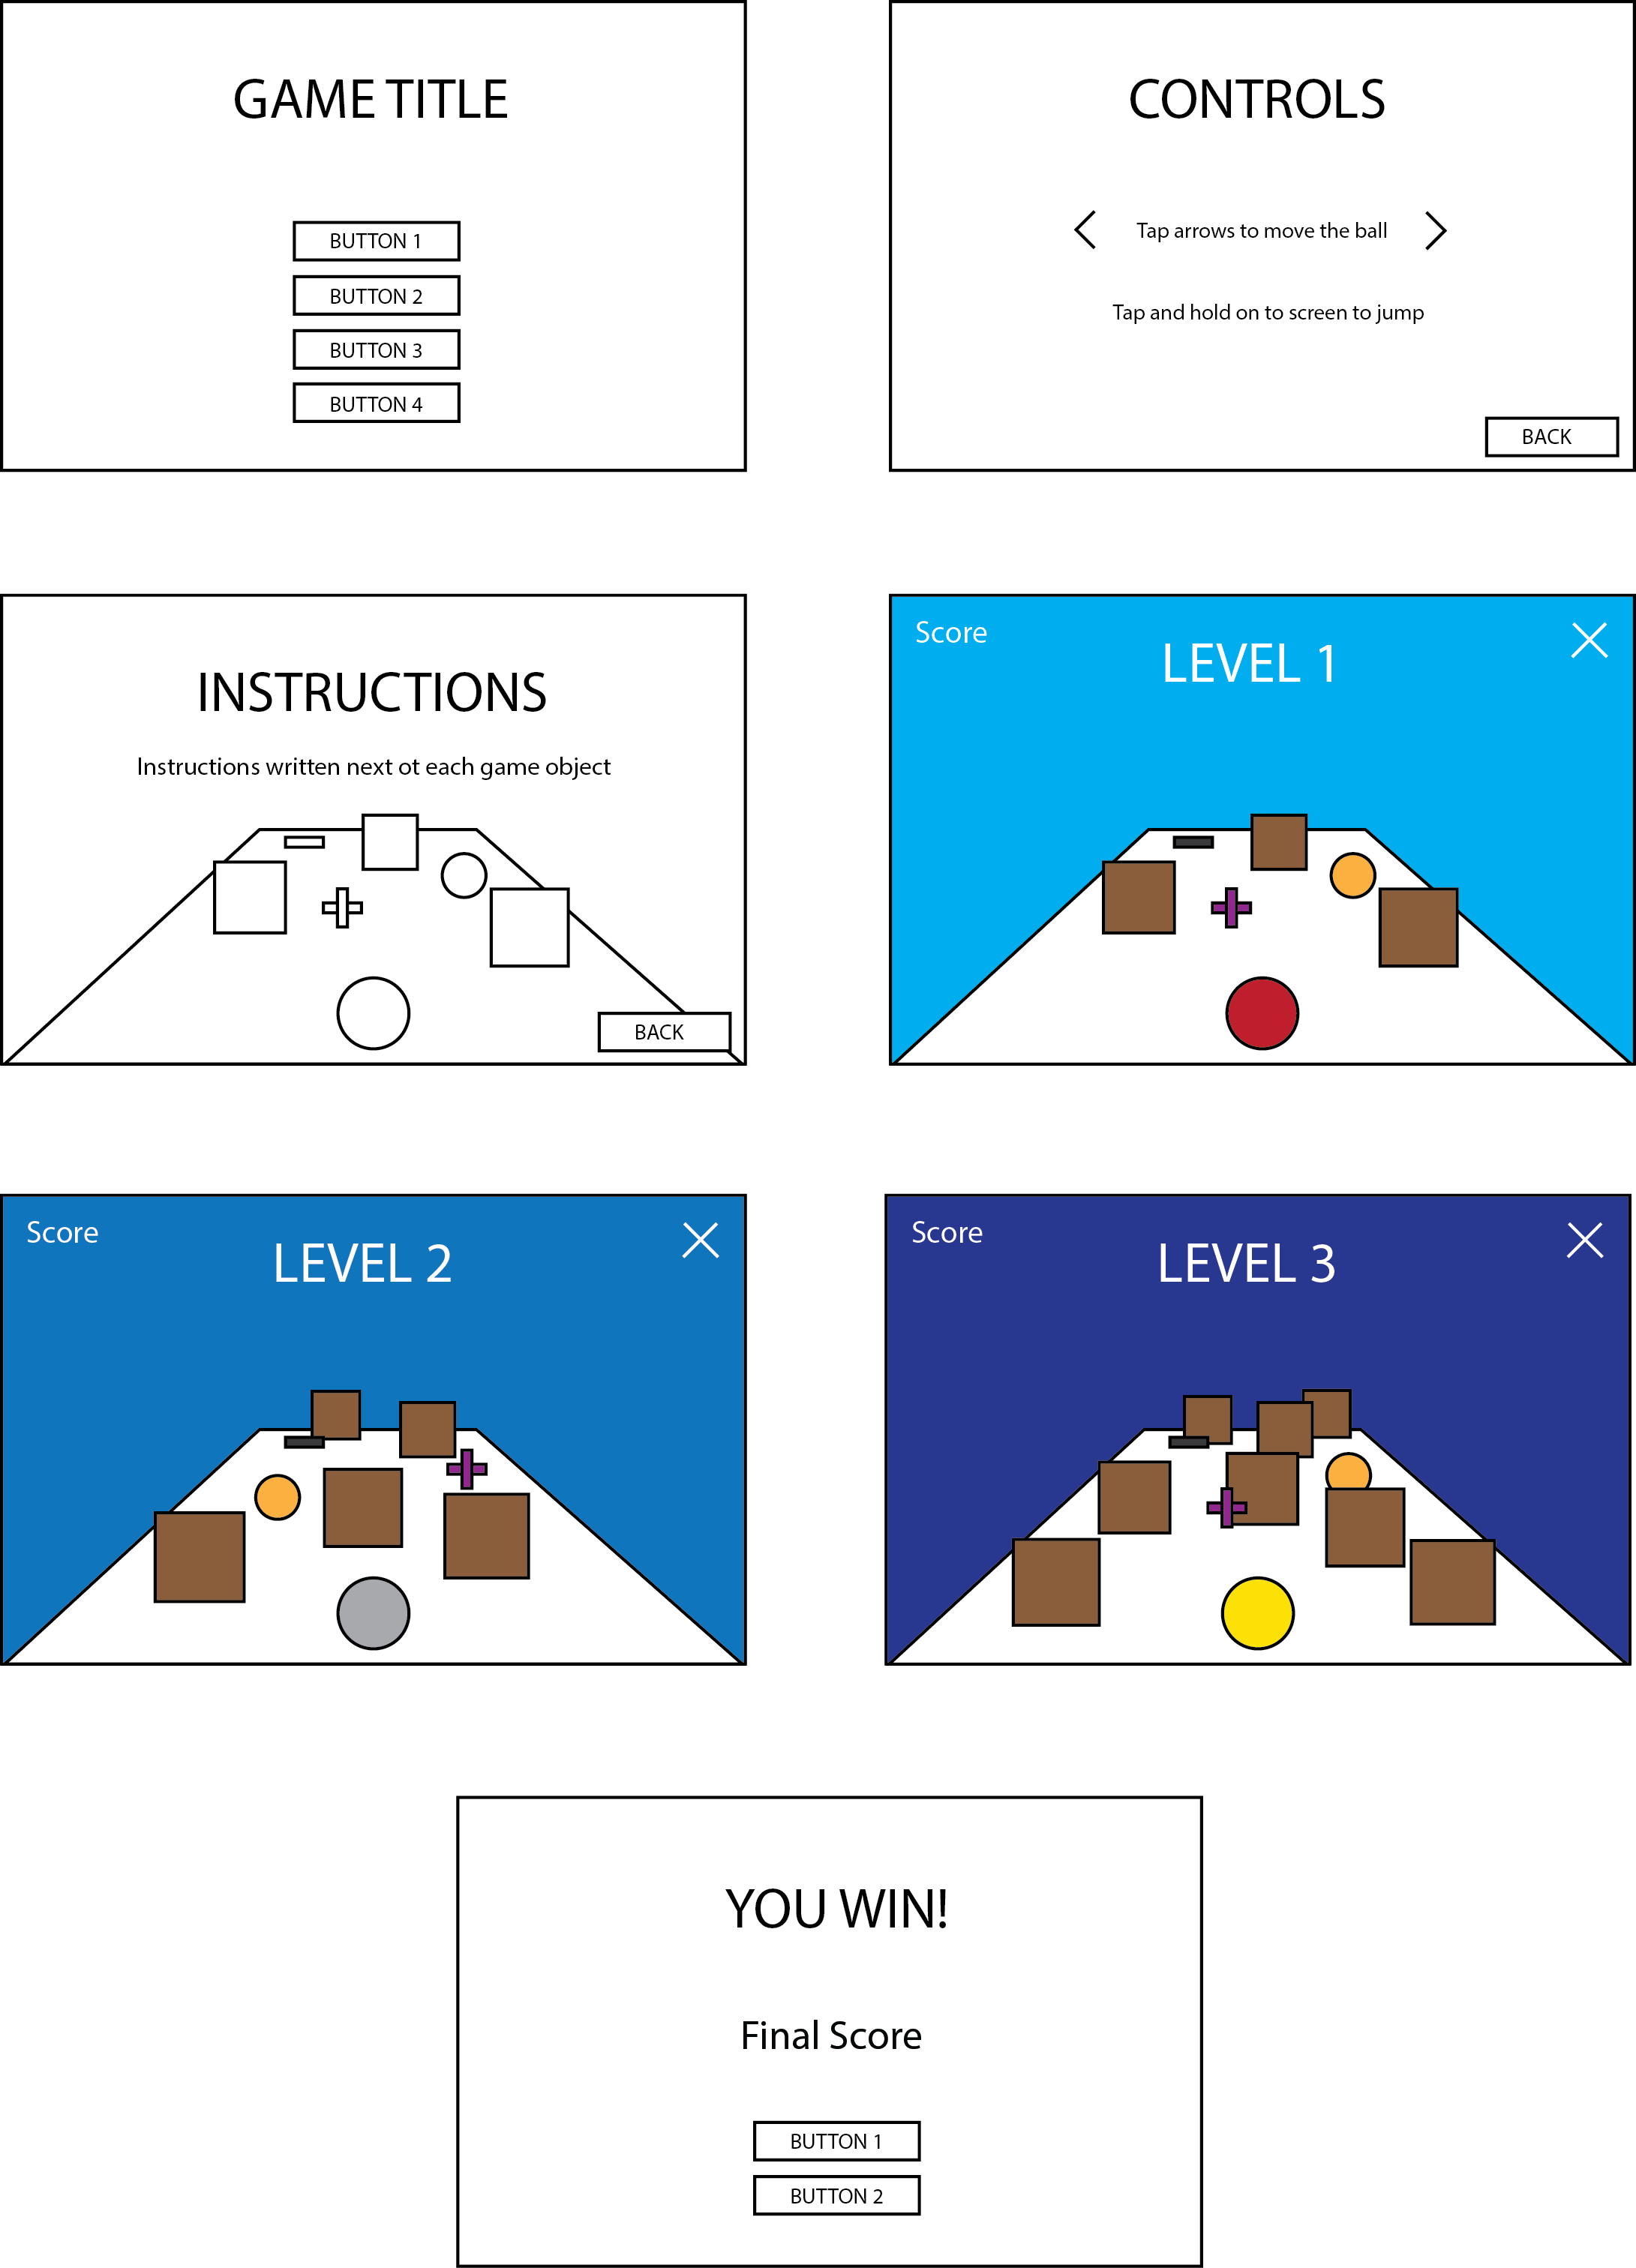 GAME TITLE
BUTTON 1
BUTTON 2
BUTTON 3
BUTTON 4
CONTROLS
Tap arrows to move the ball
Tap and hold on to screen to jump
BACK
INSTRUCTIONS
Instructions written next ot each game object
BACK
Score
LEVEL 1
Score
LEVEL 2
Score
LEVEL 3
YOU WIN!
Final Score
BUTTON 1
BUTTON 2